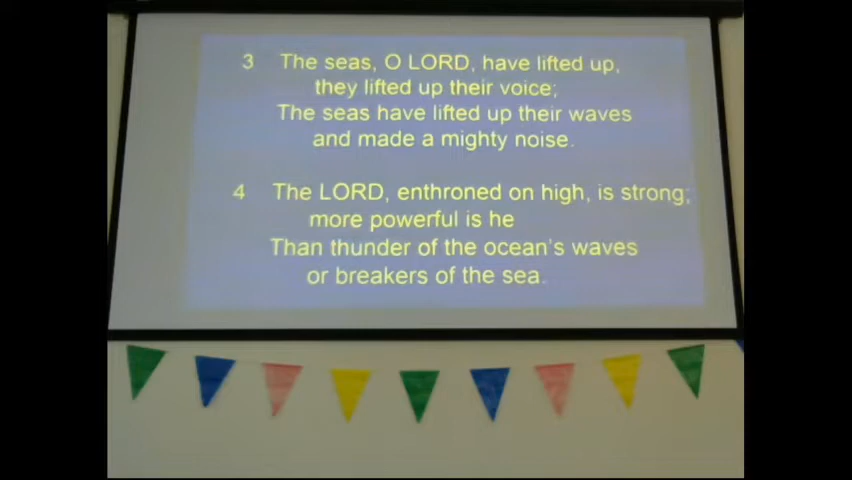 3 The seas, O LORD, have lifted up,
they lifted up their voice;
The seas have lifted up their waves
and made a mighty noise.
4 The LORD, enthroned on high, is strong;
more powerful is he
Than thunder of the ocean's waves
or breakers of the sea.